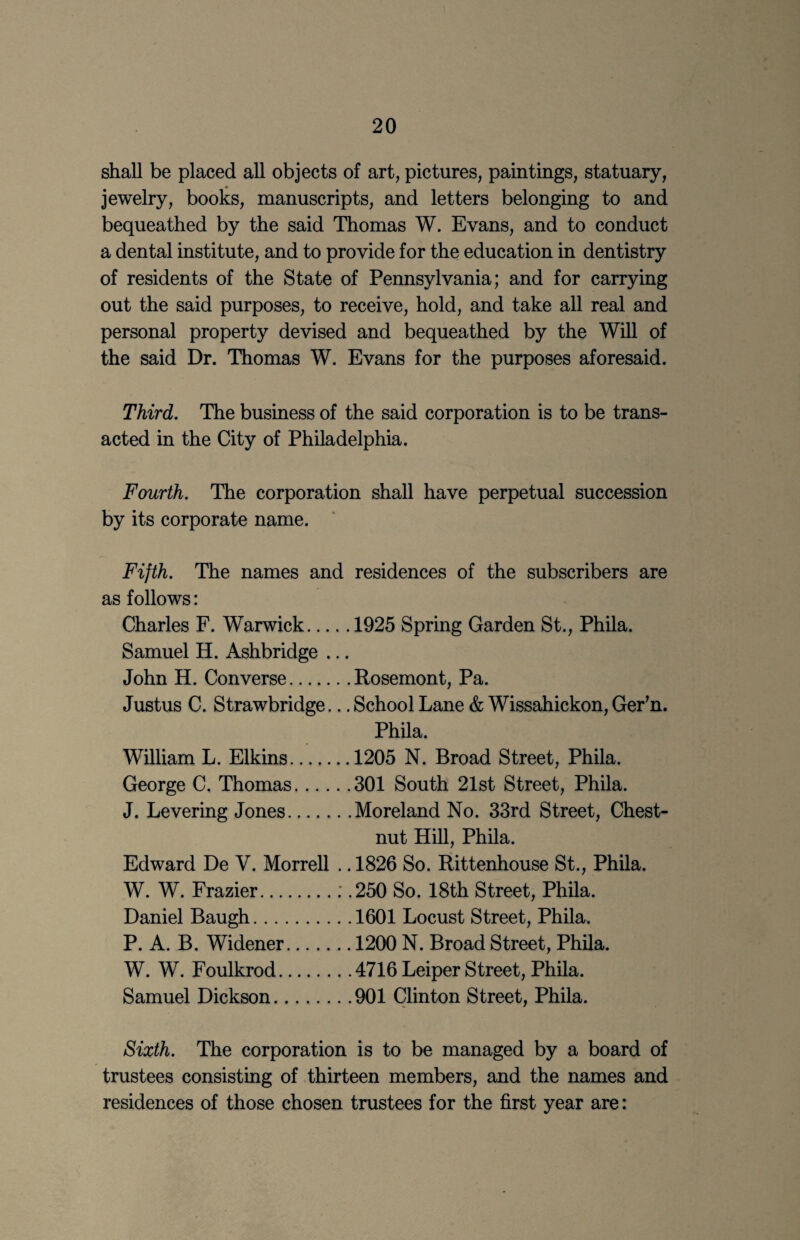 20
shall be placed all objects of art, pictures, paintings, statuary,
jewelry, books, manuscripts, and letters belonging to and
bequeathed by the said Thomas W. Evans, and to conduct
a dental institute, and to provide for the education in dentistry
of residents of the State of Pennsylvania; and for carrying
out the said purposes, to receive, hold, and take all real and
personal property devised and bequeathed by the Will of
the said Dr. Thomas W. Evans for the purposes aforesaid.
Third. The business of the said corporation is to be trans-
acted in the City of Philadelphia.
Fourth. The corporation shall have perpetual succession
by its corporate name.
Fifth. The names and residences of the subscribers are
as follows:
Charles F. Warwick.....1925 Spring Garden St., Phila.
Samuel H. Ashbridge ...
John H. Converse.......Rosemont, Pa.
Justus C. Strawbridge...School Lane & Wissahickon, Ger'n.
Phila.
William L. Elkins.......1205 N. Broad Street, Phila.
George C. Thomas......301 South 21st Street, Phila.
J. Levering Jones.......Moreland No. 33rd Street, Chest-
nut Hill, Phila.
Edward De V. Morrell ..1826 So. Rittenhouse St., Phila.
W. W. Frazier..........250 So. 18th Street, Phila.
Daniel Baugh..........1601 Locust Street, Phila.
P. A. B. Widener.......1200 N. Broad Street, Phila.
W. W. Foulkrod........4716 Leiper Street, Phila.
Samuel Dickson........901 Clinton Street, Phila.
Sixth. The corporation is to be managed by a board of
trustees consisting of thirteen members, and the names and
residences of those chosen trustees for the first year are: